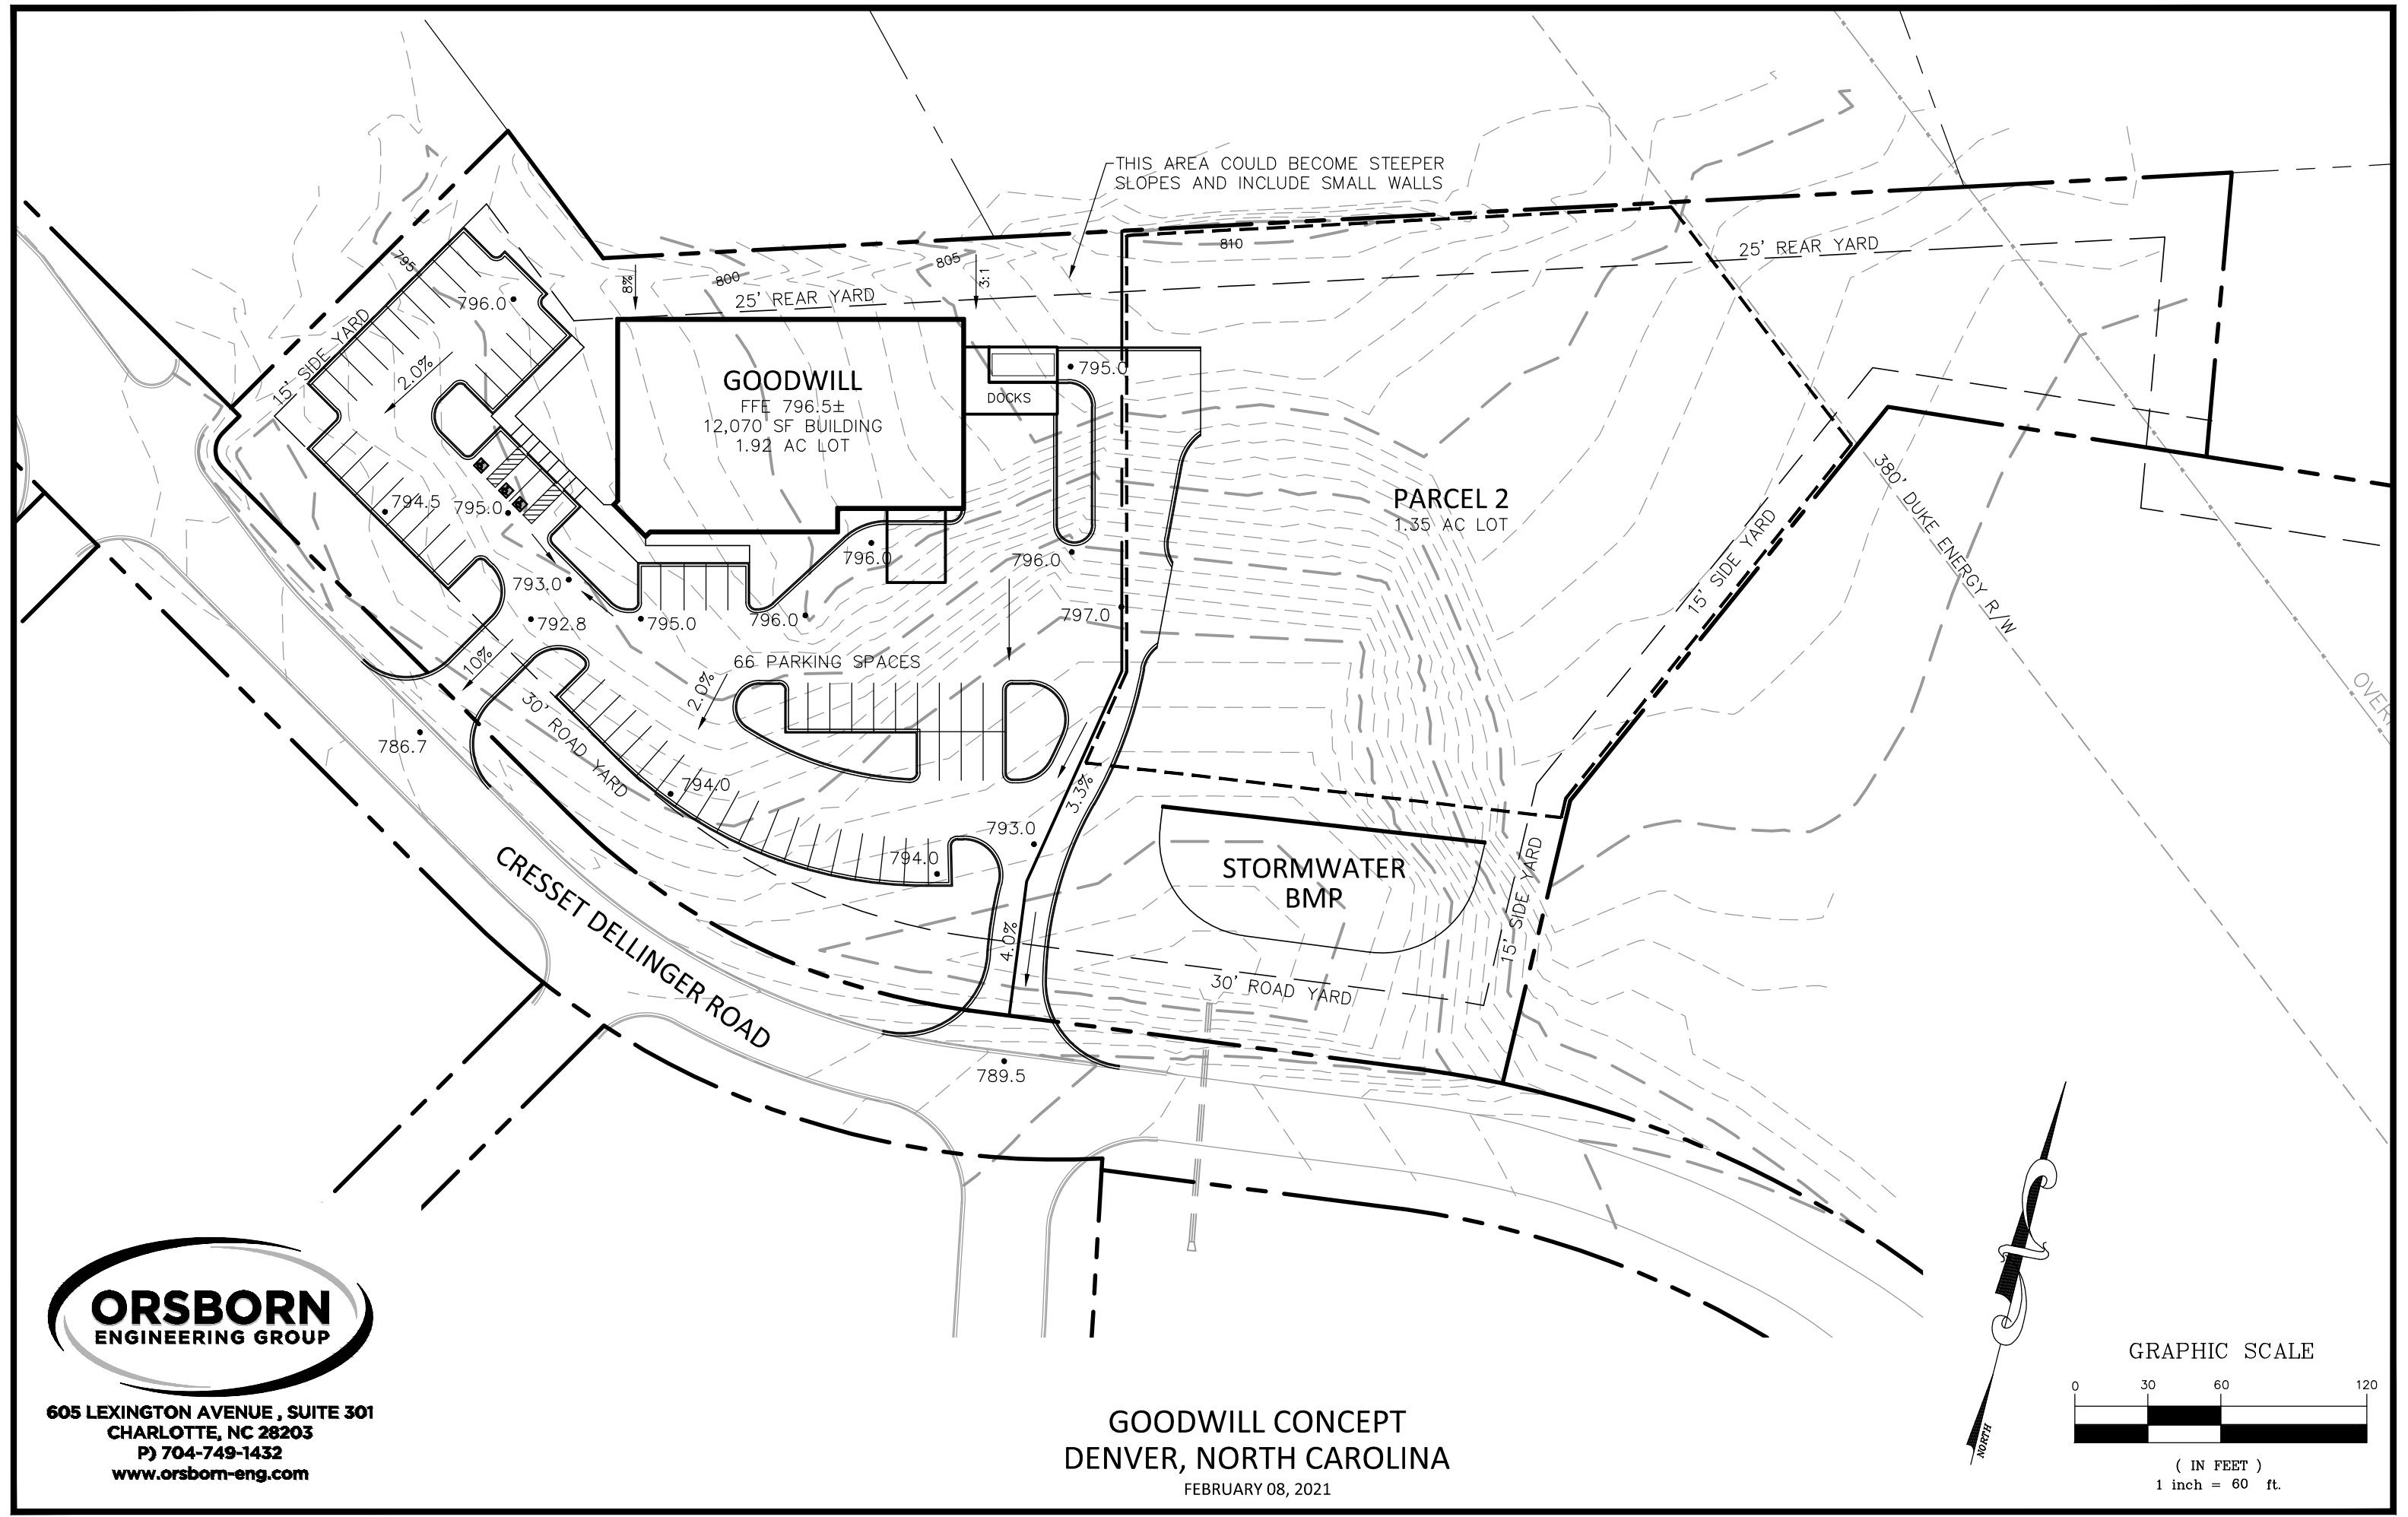 THIS AREA COULD BECOME STEEPER
SLOPES AND INCLUDE SMALL WALLS
795
15' SIDE YARD
796.0
2.0%
8%
800
25' REAR YARD
805
3:1
810
25' REAR YARD
GOODWILL
FFE 796.5±
12,070 SF BUILDING
1.92 AC LOT
DOCKS
795.0
794.5
795.0
793.0
792.8
795.0
796.0
796.0
796.0
797.0
PARCEL 2
1.35 AC LOT
15' SIDE YARD
380' DUKE ENERGY R/W
66 PARKING SPACES
10%
2.0%
30' ROAD YARD
786.7
794.0
794.0
793.0
3.3%
4.0%
STORMWATER
BMP
15' SIDE YARD
30' ROAD YARD
CRESSET DELLINGER ROAD
789.5
ORSBORN
ENGINEERING GROUP
605 LEXINGTON AVENUE , SUITE 301
CHARLOTTE, NC 28203
P) 704-749-1432
www.orsborn-eng.com
GOODWILL CONCEPT
DENVER, NORTH CAROLINA
FEBRUARY 08, 2021
NORTH
GRAPHIC SCALE
0 30 60 120
( IN FEET )
1 inch = 60 ft.